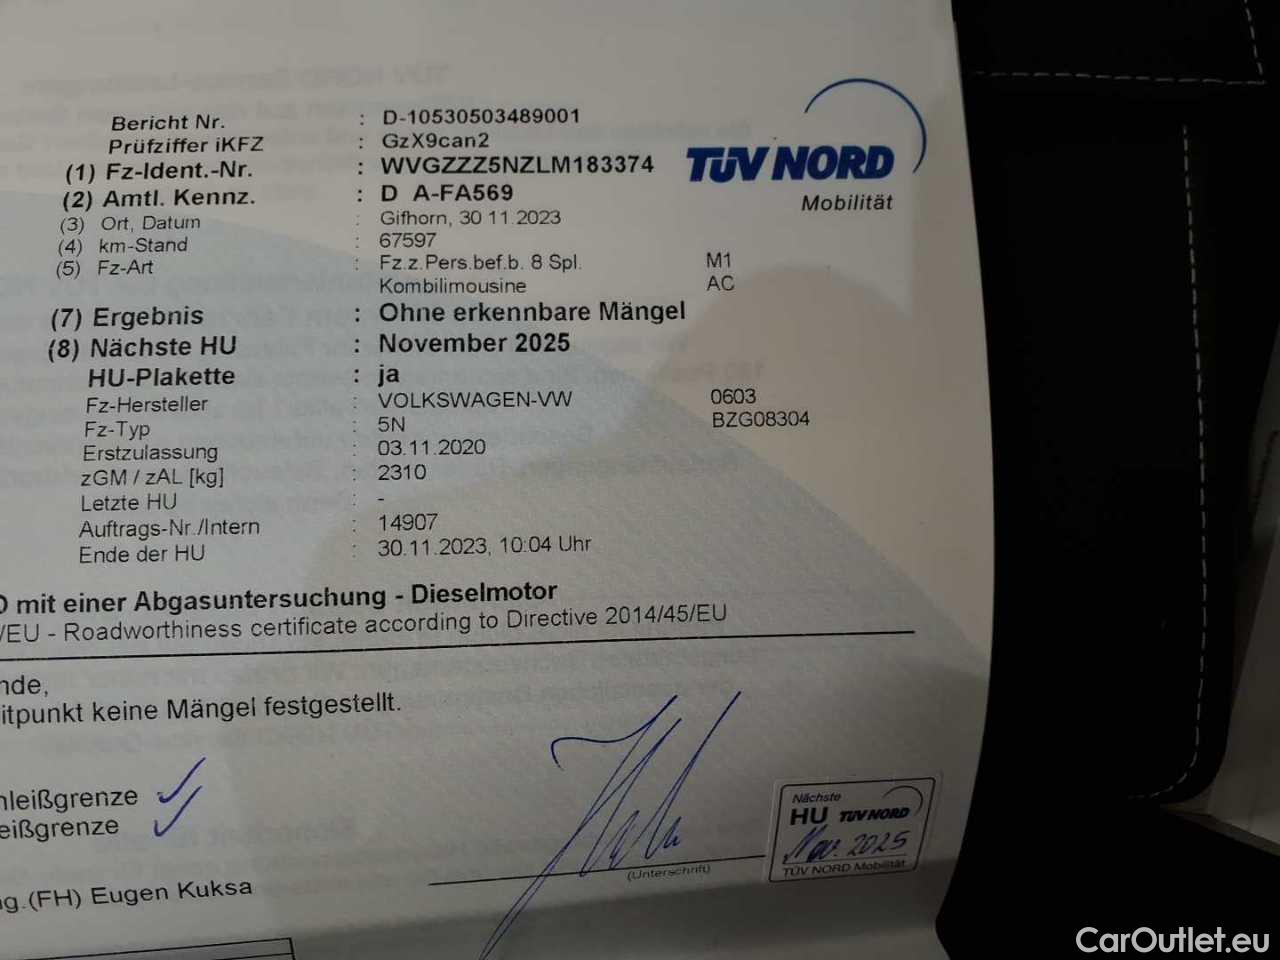 Bericht Nr. : D-10530503489001
Prüfziffer iKFZ : GzX9can2
(1) Fz-Ident.-Nr. : WVGZZZ5NZLM183374
(2) Amtl. Kennz. : D A-FA569
(3) Ort, Datum : Gifhorn, 30 11.2023
(4) km-Stand : 67597
(5) Fz-Art : Fz.z.Pers.bef.b. 8 Spl. M1
Kombilimousine AC
(7) Ergebnis : Ohne erkennbare Mängel
(8) Nächste HU : November 2025
HU-Plakette : ja
Fz-Hersteller : VOLKSWAGEN-VW 0603
Fz-Typ : 5N BZG08304
Erstzulassung : 03.11.2020
zGM / zAL [kg] : 2310
Letzte HU : -
Auftrags-Nr./Intern : 14907
Ende der HU : 30.11.2023, 10:04 Uhr
TÜV NORD
Mobilität
mit einer Abgasuntersuchung - Dieselmotor
/EU - Roadworthiness certificate according to Directive 2014/45/EU
nde,
itpunkt keine Mängel festgestellt.
hleißgrenze
eißgrenze
ng.(FH) Eugen Kuksa
(Unterschrift)
Nächste
HU TÜV NORD
Nov. 2025
TÜV NORD Mobilität
CarOutlet.eu